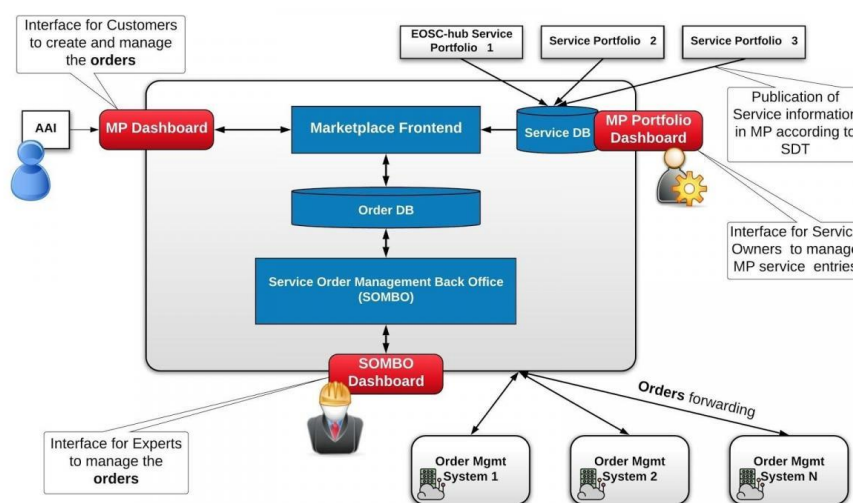 Interface for Customers
to create and manage
the orders
EOSC-hub Service
Portfolio 1
Service Portfolio 2
Service Portfolio 3
AAI
MP Dashboard
Marketplace Frontend
Service DB
MP Portfolio
Dashboard
Publication of
Service information
in MP according to
SDT
Order DB
Interface for Servic
Owners to manage
MP service entries
Service Order Management Back Office
(SOMBO)
SOMBO
Dashboard
Orders forwarding
Interface for Experts
to manage the
orders
Order Mgmt
System 1
Order Mgmt
System 2
Order Mgmt
System N